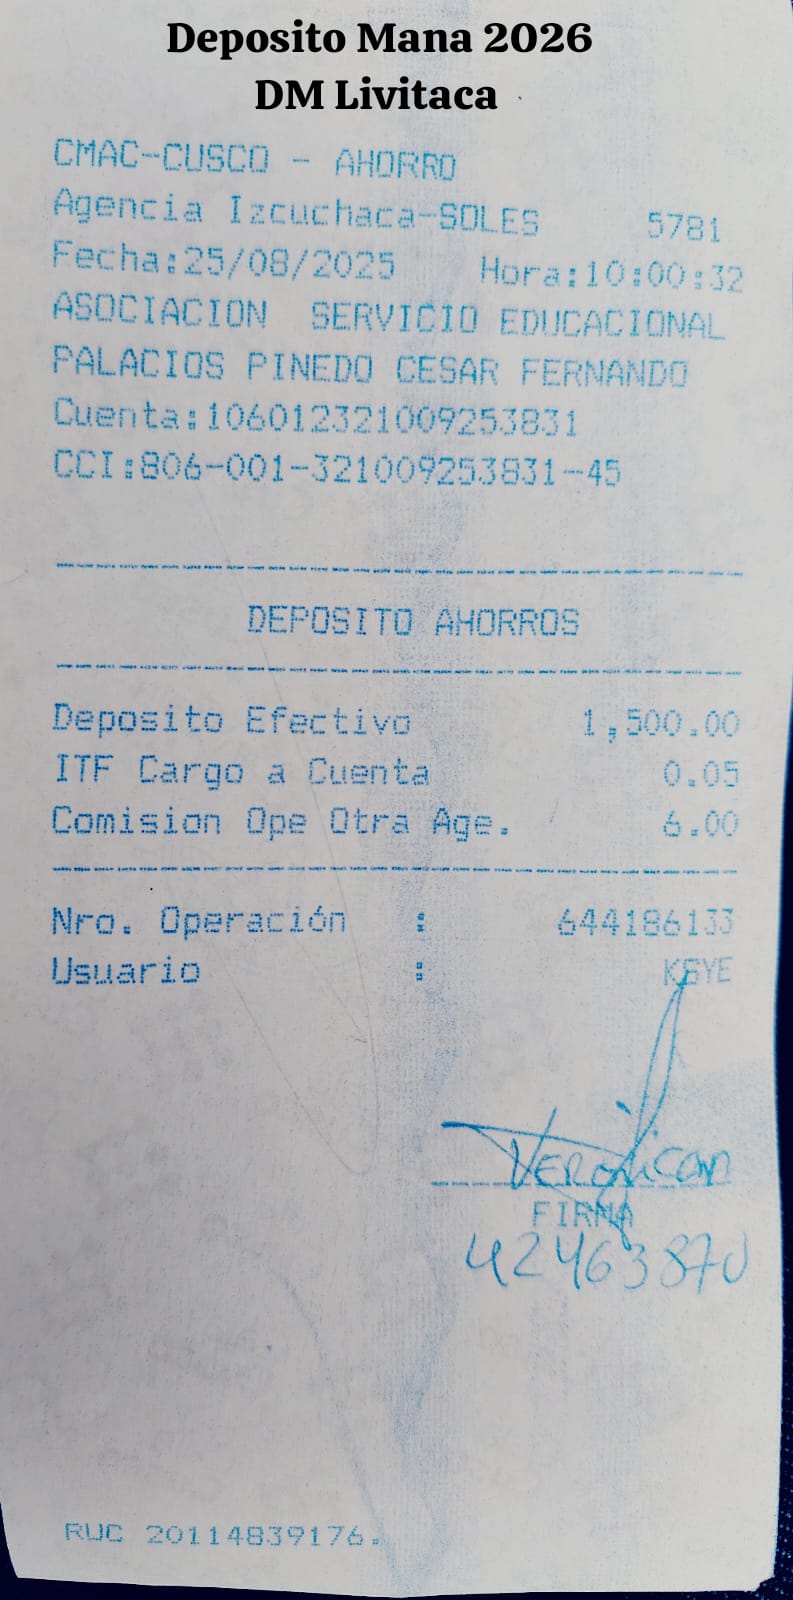 Deposito Mana 2026
DM Livitaca
CMAC-CUSCO - AHORRO
Agencia Izcuchaca-SOLES 5781
Fecha:25/08/2025 Hora:10:00:32
ASOCIACION SERVICIO EDUCACIONAL
PALACIOS PINEDO CESAR FERNANDO
Cuenta:106012321009253831
CCI:806-001-321009253831-45
DEPOSITO AHORROS
Deposito Efectivo 1,500.00
ITF Cargo a Cuenta 0.05
Comision Ope Otra Age. 6.00
Nro. Operación : 644186133
Usuario : KGYE
FIRMA
42463870
RUC 20114839176.